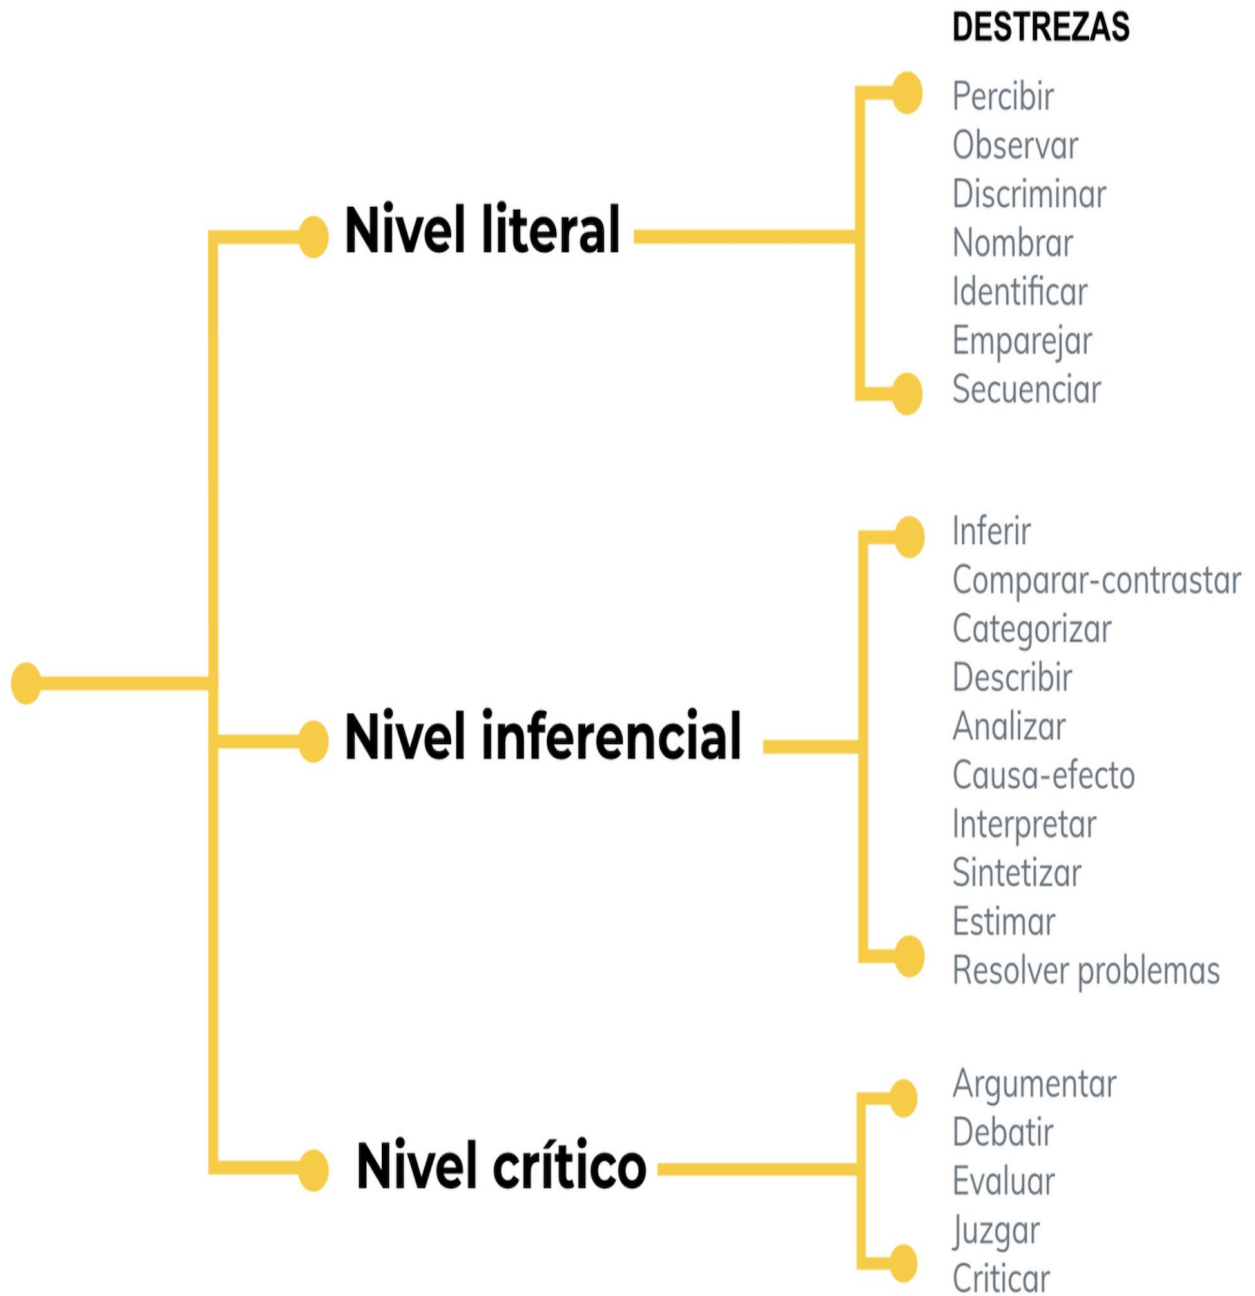 DESTREZAS
Nivel literal
Percibir
Observar
Discriminar
Nombrar
Identificar
Emparejar
Secuenciar
Nivel inferencial
Inferir
Comparar-contrastar
Categorizar
Describir
Analizar
Causa-efecto
Interpretar
Sintetizar
Estimar
Resolver problemas
Nivel crítico
Argumentar
Debatir
Evaluar
Juzgar
Criticar